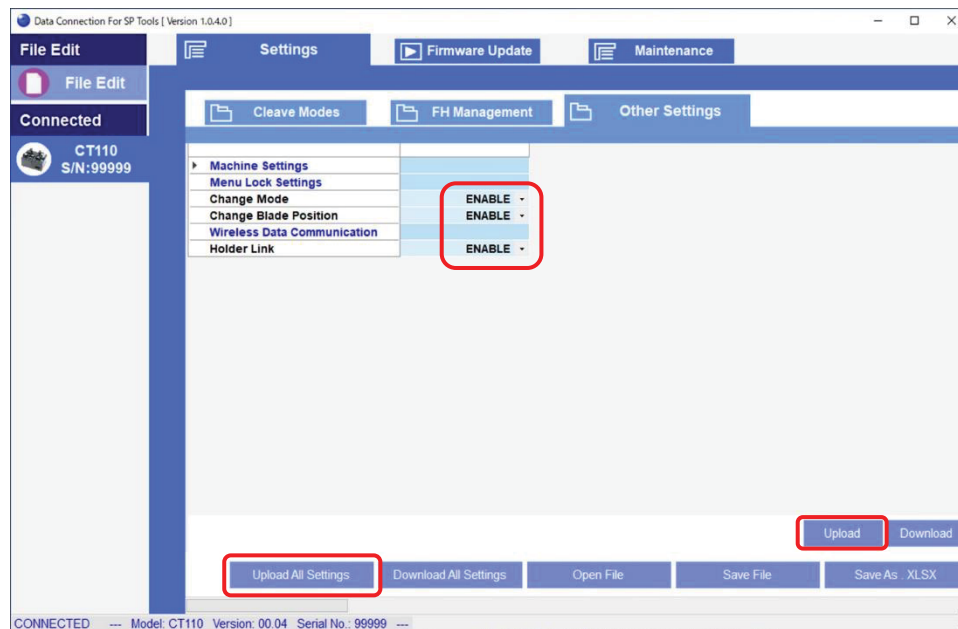 Data Connection For SP Tools [ Version 1.0.4.0 ]
File Edit
Settings
Firmware Update
Maintenance
File Edit
Connected
Cleave Modes
FH Management
Other Settings
CT110
S/N:99999
Machine Settings
Menu Lock Settings
Change Mode ENABLE
Change Blade Position ENABLE
Wireless Data Communication
Holder Link ENABLE
Upload
Download
Upload All Settings
Download All Settings
Open File
Save File
Save As . XLSX
CONNECTED --- Model: CT110 Version: 00.04 Serial No.: 99999 ---